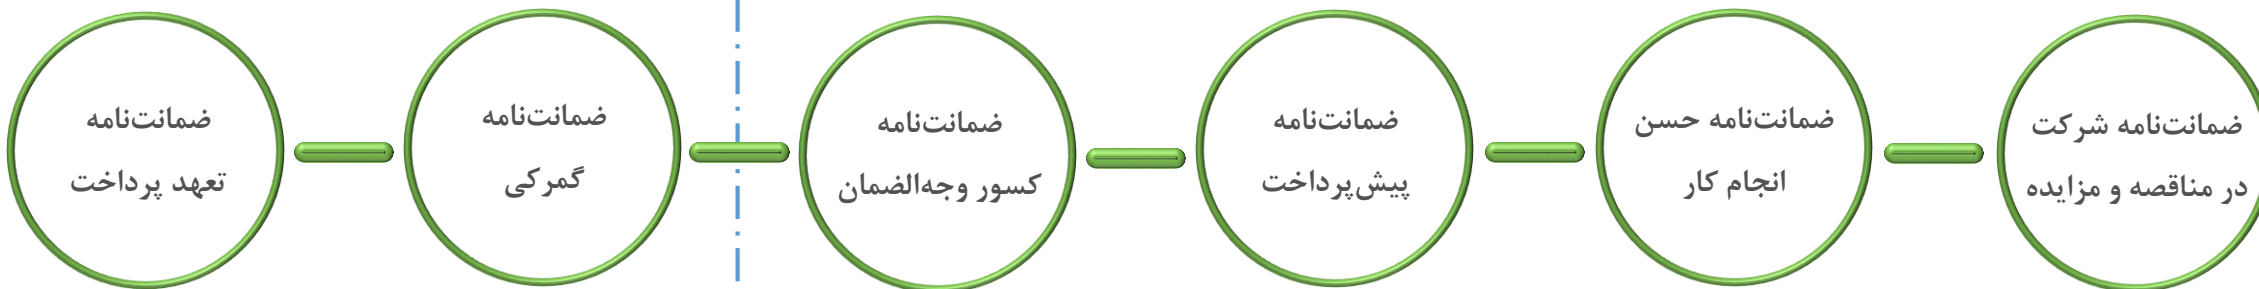 ضمانت‌نامه شرکت
در مناقصه و مزایده
ضمانت‌نامه حسن
انجام کار
ضمانت‌نامه
پیش‌پرداخت
ضمانت‌نامه
کسور وجه‌الضمان
ضمانت‌نامه
گمرکی
ضمانت‌نامه
تعهد پرداخت